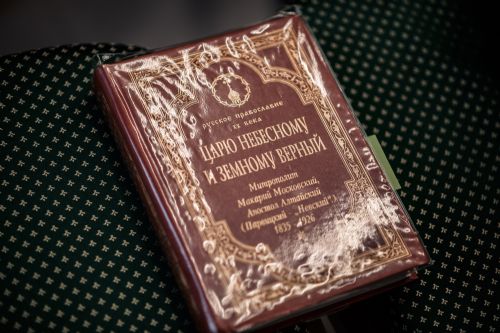 русское православие
XX века
ЦАРЮ НЕБЕСНОМУ
И ЗЕМНОМУ ВЕРНЫЙ
Митрополит
Макарий Московский,
Апостол Алтайский
(Парвицкий - „Невский")
1835 1926